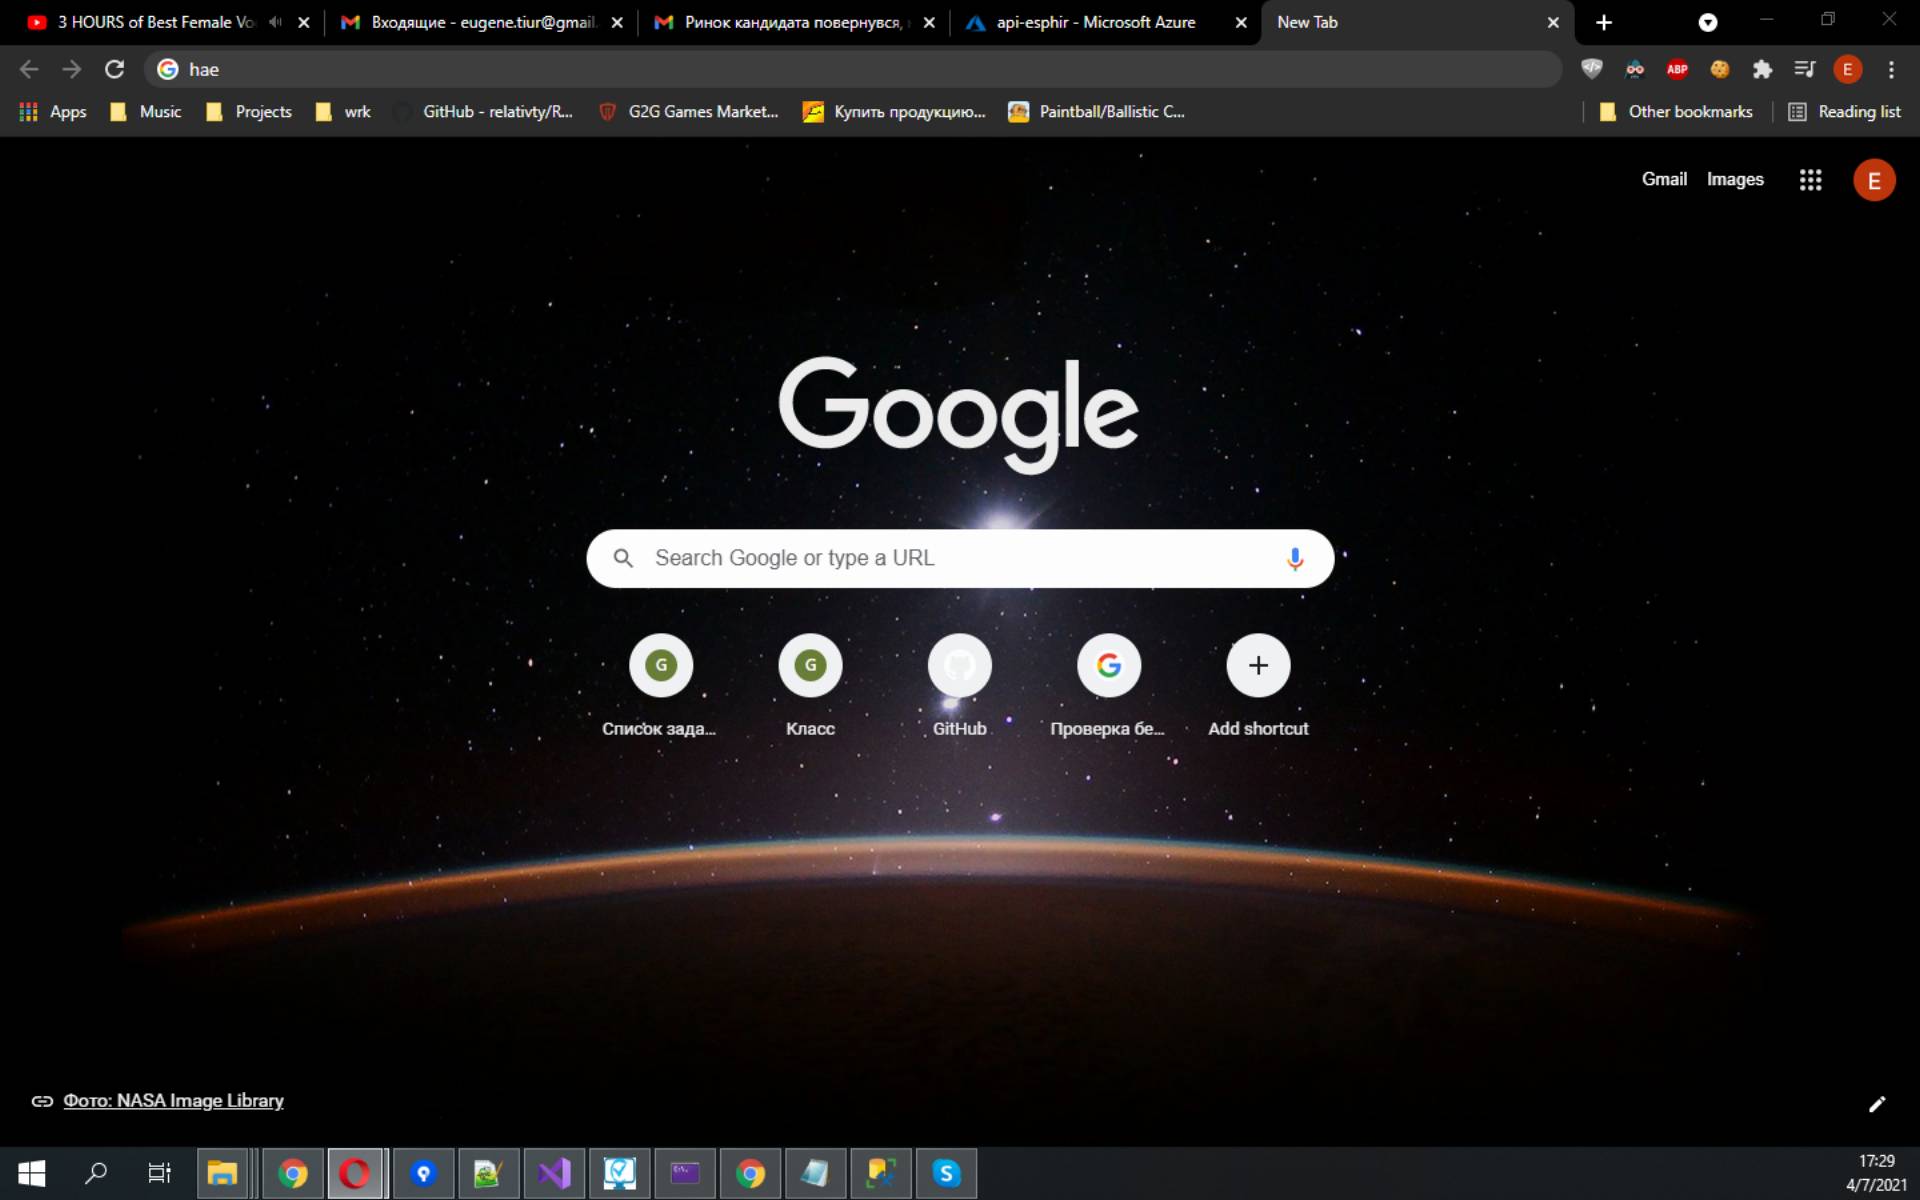 3 HOURS of Best Female Vo
Входящие - eugene.tiur@gmail.
Ринок кандидата повернувся,
api-esphir - Microsoft Azure
New Tab
hae
ABP
E
Apps
Music
Projects
wrk
GitHub - relativty/R...
G2G Games Market...
Купить продукцию...
Paintball/Ballistic C...
Other bookmarks
Reading list
Gmail
Images
E
Google
Search Google or type a URL
G
G
G
Список зада...
Класс
GitHub
Проверка бе...
Add shortcut
Фото: NASA Image Library
17:29
4/7/2021